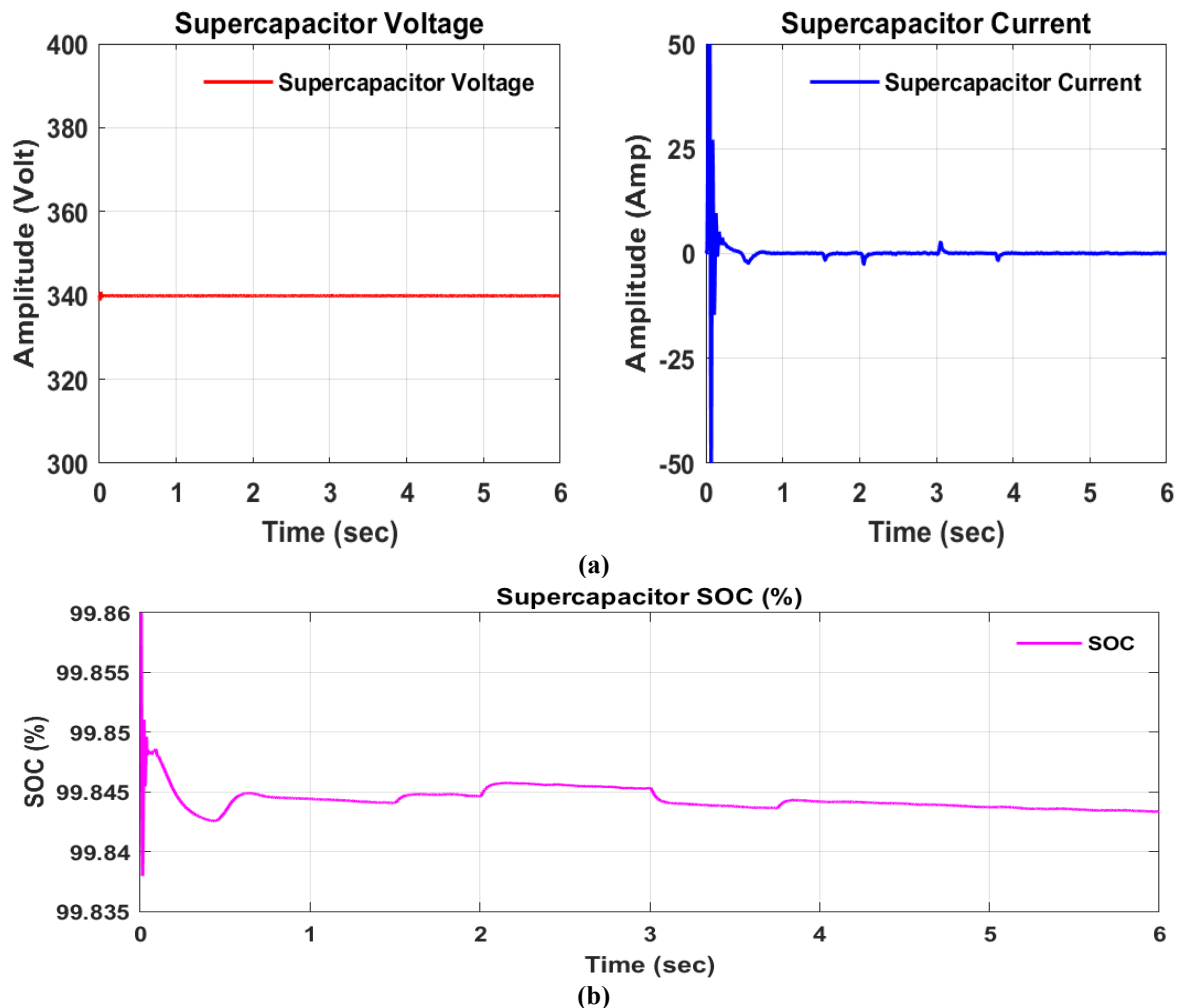 Supercapacitor Voltage
400
380
360
340
320
300
Amplitude (Volt)
Supercapacitor Voltage
0 1 2 3 4 5 6
Time (sec)
Supercapacitor Current
50
25
0
-25
-50
Amplitude (Amp)
Supercapacitor Current
0 1 2 3 4 5 6
Time (sec)
(a)
Supercapacitor SOC (%)
99.86
99.855
99.85
99.845
99.84
99.835
SOC (%)
SOC
0 1 2 3 4 5 6
Time (sec)
(b)